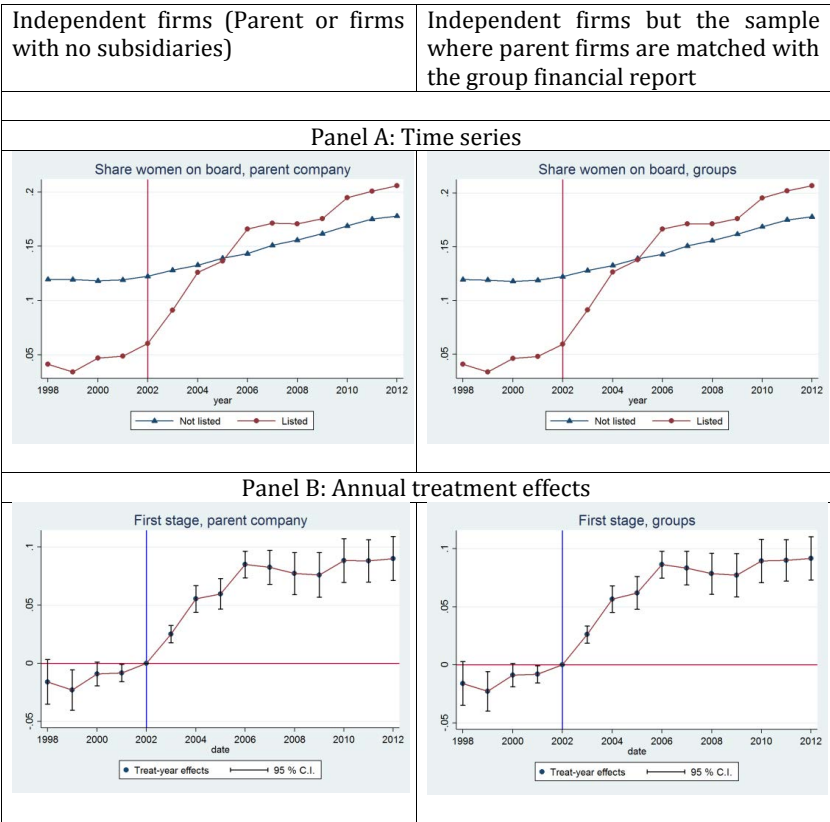 Independent firms (Parent or firms
with no subsidiaries)
Independent firms but the sample
where parent firms are matched with
the group financial report
Panel A: Time series
Share women on board, parent company
.2
.15
.1
.05
1998 2000 2002 2004 2006 2008 2010 2012
year
Not listed Listed
Share women on board, groups
.2
.15
.1
.05
1998 2000 2002 2004 2006 2008 2010 2012
year
Not listed Listed
Panel B: Annual treatment effects
First stage, parent company
.1
.05
0
-.05
1998 2000 2002 2004 2006 2008 2010 2012
date
Treat-year effects 95 % C.I.
First stage, groups
.1
.05
0
-.05
1998 2000 2002 2004 2006 2008 2010 2012
date
Treat-year effects 95 % C.I.